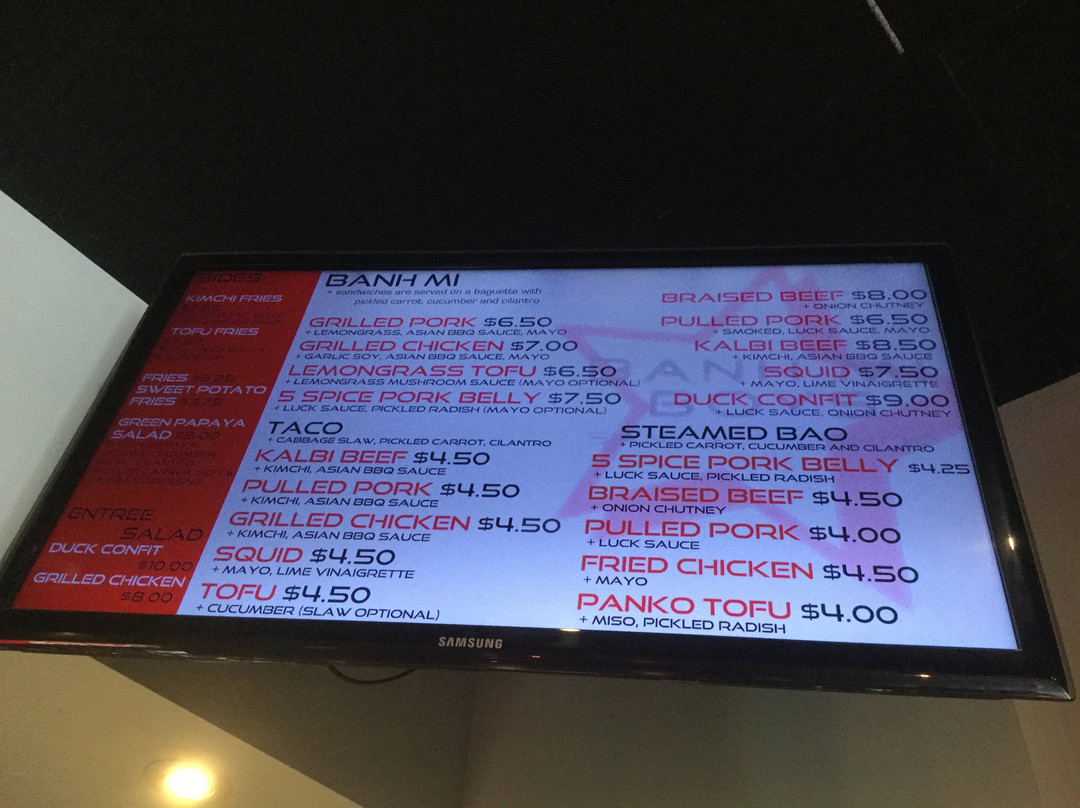 SIDES
KIMCHI FRIES
TOFU FRIES
FRIES $3.25
SWEET POTATO
FRIES $3.75
GREEN PAPAYA
SALAD $5.00
ENTREE
SALAD
DUCK CONFIT
$10.00
GRILLED CHICKEN
$8.00
BANH MI
+ sandwiches are served on a baguette with
pickled carrot, cucumber and cilantro
GRILLED PORK $6.50
+ LEMONGRASS, ASIAN BBQ SAUCE, MAYO
GRILLED CHICKEN $7.00
+ GARLIC SOY, ASIAN BBQ SAUCE, MAYO
LEMONGRASS TOFU $6.50
+ LEMONGRASS MUSHROOM SAUCE (MAYO OPTIONAL)
5 SPICE PORK BELLY $7.50
+ LUCK SAUCE, PICKLED RADISH (MAYO OPTIONAL)
BRAISED BEEF $8.00
+ ONION CHUTNEY
PULLED PORK $6.50
+ SMOKED, LUCK SAUCE, MAYO
KALBI BEEF $8.50
+ KIMCHI, ASIAN BBQ SAUCE
SQUID $7.50
+ MAYO, LIME VINAIGRETTE
DUCK CONFIT $9.00
+ LUCK SAUCE, ONION CHUTNEY
TACO
+ CABBAGE SLAW, PICKLED CARROT, CILANTRO
KALBI BEEF $4.50
+ KIMCHI, ASIAN BBQ SAUCE
PULLED PORK $4.50
+ KIMCHI, ASIAN BBQ SAUCE
GRILLED CHICKEN $4.50
+ KIMCHI, ASIAN BBQ SAUCE
SQUID $4.50
+ MAYO, LIME VINAIGRETTE
TOFU $4.50
+ CUCUMBER (SLAW OPTIONAL)
STEAMED BAO
+ PICKLED CARROT, CUCUMBER AND CILANTRO
5 SPICE PORK BELLY $4.25
+ LUCK SAUCE, PICKLED RADISH
BRAISED BEEF $4.50
+ ONION CHUTNEY
PULLED PORK $4.00
+ LUCK SAUCE
FRIED CHICKEN $4.50
+ MAYO
PANKO TOFU $4.00
+ MISO, PICKLED RADISH
SAMSUNG